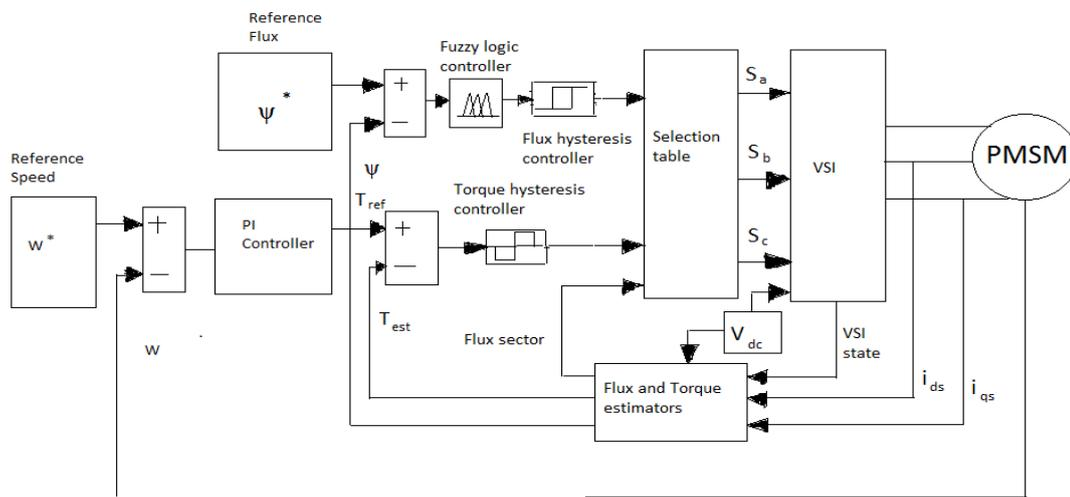 Reference
Flux
ψ*
Fuzzy logic
controller
Flux hysteresis
controller
Selection
table
Sa
Sb
Sc
VSI
PMSM
Reference
Speed
w*
PI
Controller
ψ
Tref
Torque hysteresis
controller
Test
w
Flux sector
Vdc
VSI
state
Flux and Torque
estimators
ids
iqs